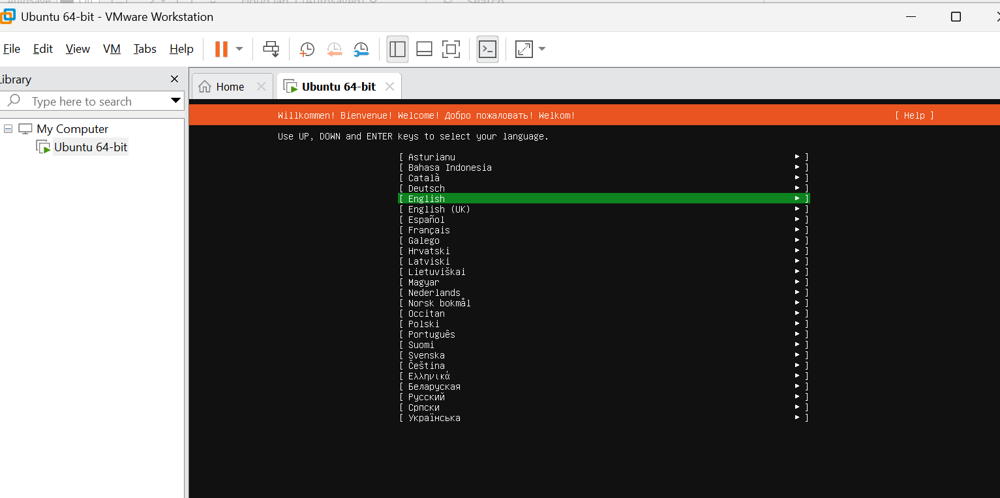 Ubuntu 64-bit - VMware Workstation
File Edit View VM Tabs Help
Library
Type here to search
My Computer
Ubuntu 64-bit
Home
Ubuntu 64-bit
Willkommen! Bienvenue! Welcome! Добро пожаловать! Welkom! [ Help ]
Use UP, DOWN and ENTER keys to select your language.
[ Asturianu ► ]
[ Bahasa Indonesia ► ]
[ Català ► ]
[ Deutsch ► ]
[ English ► ]
[ English (UK) ► ]
[ Español ► ]
[ Français ► ]
[ Galego ► ]
[ Hrvatski ► ]
[ Latviski ► ]
[ Lietuviškai ► ]
[ Magyar ► ]
[ Nederlands ► ]
[ Norsk bokmål ► ]
[ Occitan ► ]
[ Polski ► ]
[ Português ► ]
[ Suomi ► ]
[ Svenska ► ]
[ Čeština ► ]
[ Ελληνικά ► ]
[ Беларуская ► ]
[ Русский ► ]
[ Српски ► ]
[ Українська ► ]